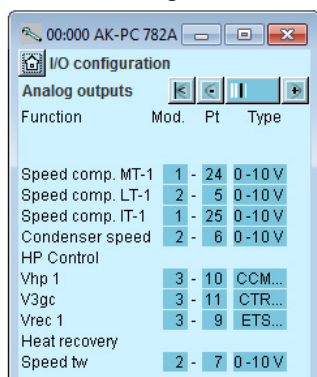 00:000 AK-PC 782A
I/O configuration
Analog outputs
Function Mod. Pt Type
Speed comp. MT-1 1 - 24 0-10 V
Speed comp. LT-1 2 - 5 0-10 V
Speed comp. IT-1 1 - 25 0-10 V
Condenser speed 2 - 6 0-10 V
HP Control
Vhp 1 3 - 10 CCM...
V3gc 3 - 11 CTR...
Vrec 1 3 - 9 ETS...
Heat recovery
Speed tw 2 - 7 0-10 V